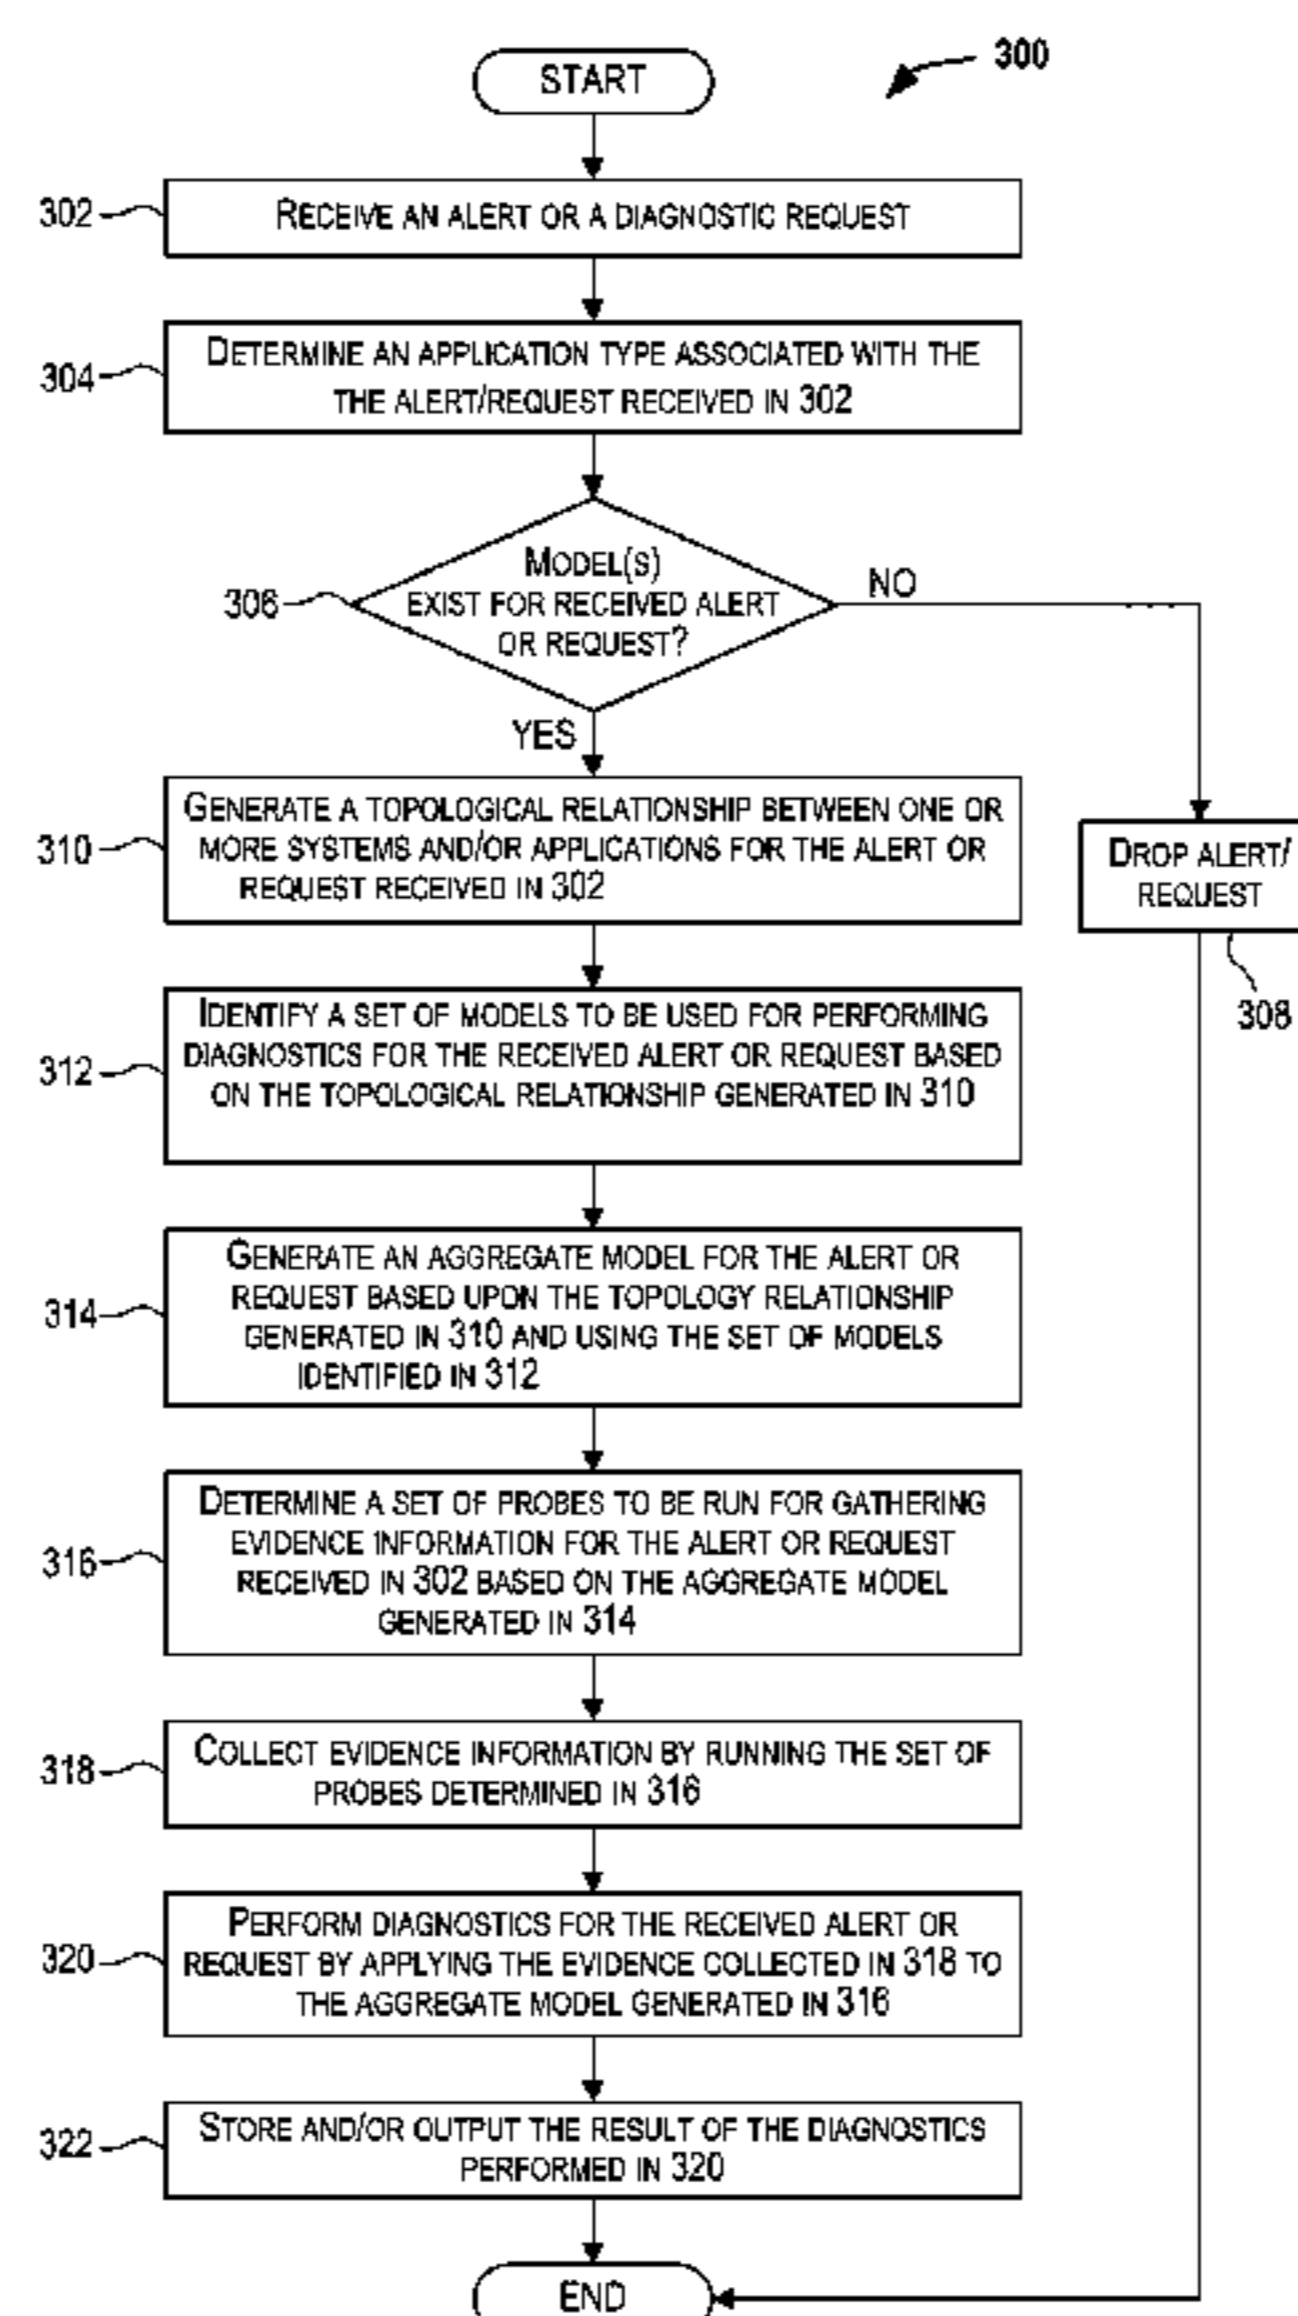 START
300
302
RECEIVE AN ALERT OR A DIAGNOSTIC REQUEST
304
DETERMINE AN APPLICATION TYPE ASSOCIATED WITH THE
THE ALERT/REQUEST RECEIVED IN 302
306
MODEL(S)
EXIST FOR RECEIVED ALERT
OR REQUEST?
NO
YES
310
GENERATE A TOPOLOGICAL RELATIONSHIP BETWEEN ONE OR
MORE SYSTEMS AND/OR APPLICATIONS FOR THE ALERT OR
REQUEST RECEIVED IN 302
DROP ALERT/
REQUEST
308
312
IDENTIFY A SET OF MODELS TO BE USED FOR PERFORMING
DIAGNOSTICS FOR THE RECEIVED ALERT OR REQUEST BASED
ON THE TOPOLOGICAL RELATIONSHIP GENERATED IN 310
314
GENERATE AN AGGREGATE MODEL FOR THE ALERT OR
REQUEST BASED UPON THE TOPOLOGY RELATIONSHIP
GENERATED IN 310 AND USING THE SET OF MODELS
IDENTIFIED IN 312
316
DETERMINE A SET OF PROBES TO BE RUN FOR GATHERING
EVIDENCE INFORMATION FOR THE ALERT OR REQUEST
RECEIVED IN 302 BASED ON THE AGGREGATE MODEL
GENERATED IN 314
318
COLLECT EVIDENCE INFORMATION BY RUNNING THE SET OF
PROBES DETERMINED IN 316
320
PERFORM DIAGNOSTICS FOR THE RECEIVED ALERT OR
REQUEST BY APPLYING THE EVIDENCE COLLECTED IN 318 TO
THE AGGREGATE MODEL GENERATED IN 316
322
STORE AND/OR OUTPUT THE RESULT OF THE DIAGNOSTICS
PERFORMED IN 320
END